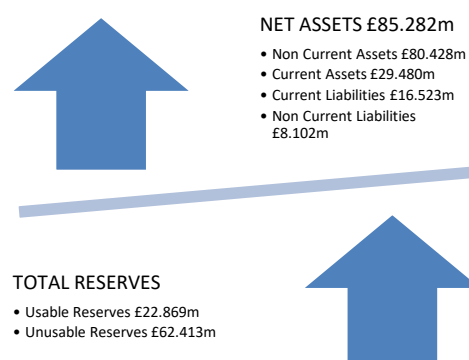 NET ASSETS £85.282m
• Non Current Assets £80.428m
• Current Assets £29.480m
• Current Liabilities £16.523m
• Non Current Liabilities
£8.102m
TOTAL RESERVES
• Usable Reserves £22.869m
• Unusable Reserves £62.413m